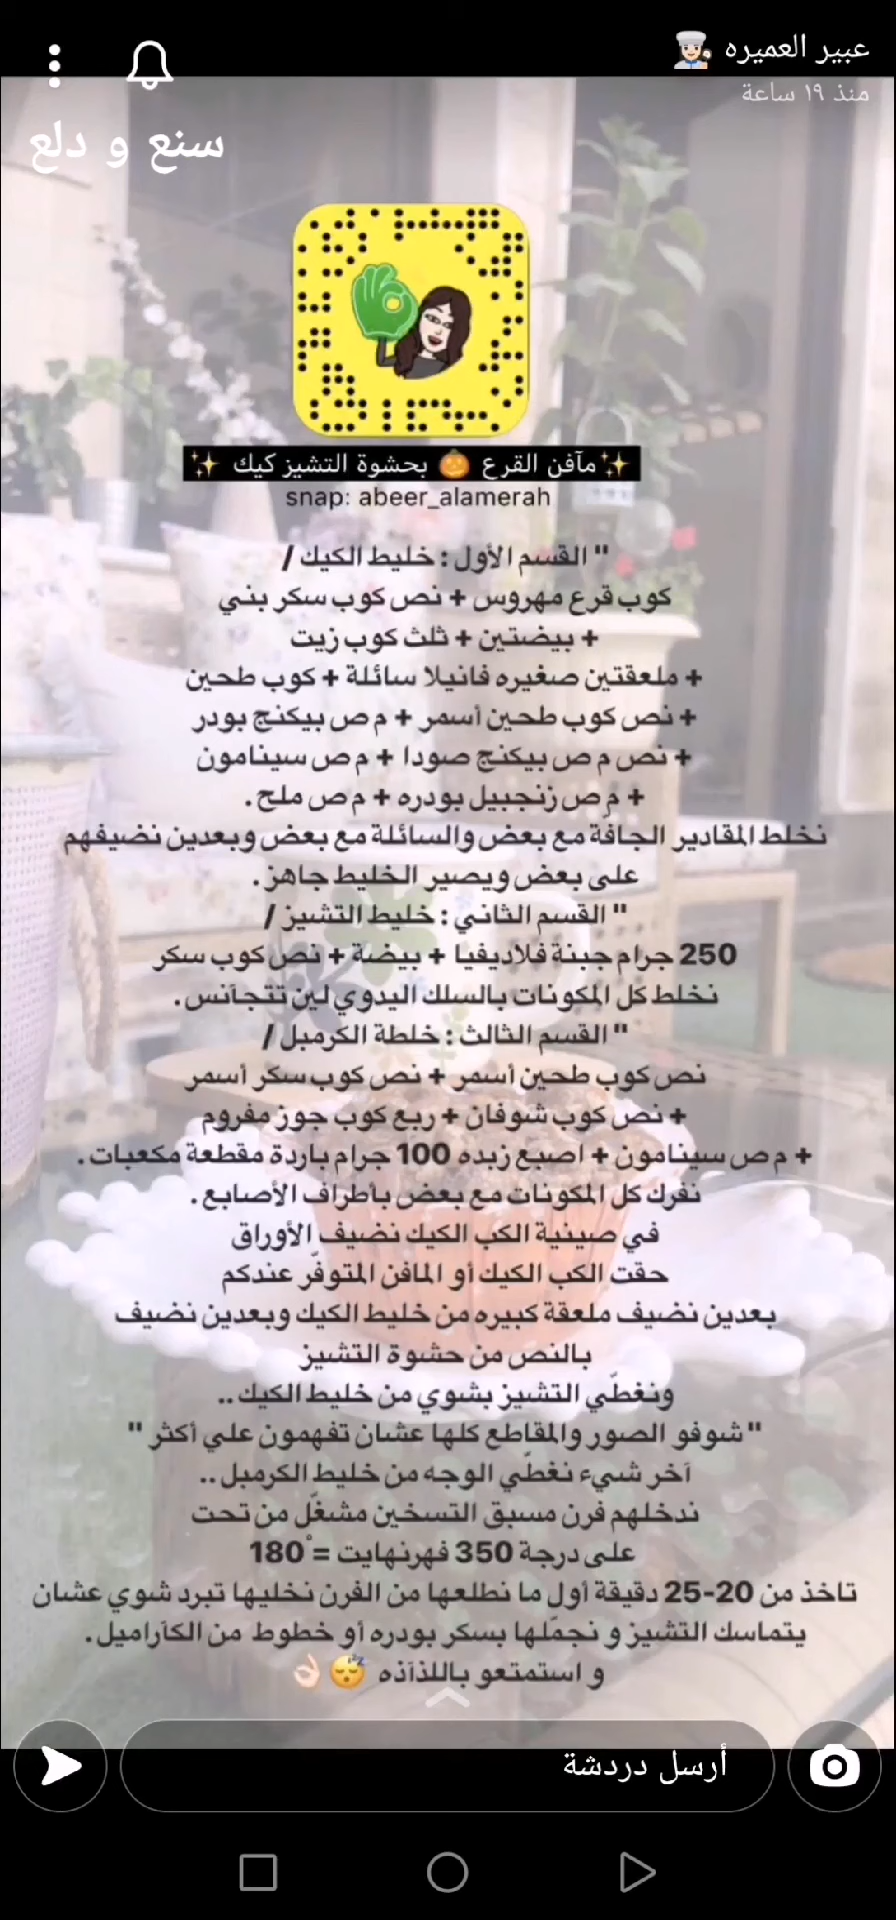 عبير العميره 👩🏻‍🍳
منذ ١٩ ساعة
سنع و دلع
✨مآفن القرع 🎃 بحشوة التشيز كيك ✨
snap: abeer_alamerah
" القسم الأول : خليط الكيك /
كوب قرع مهروس + نص كوب سكر بني
+ بيضتين + ثلث كوب زيت
+ ملعقتين صغيره فانيلا سائلة + كوب طحين
+ نص كوب طحين أسمر + م ص بيكنج بودر
+ نص م ص بيكنج صودا + م ص سينامون
+ م ص زنجبيل بودره + م ص ملح .
نخلط المقادير الجافة مع بعض والسائلة مع بعض وبعدين نضيفهم
على بعض ويصير الخليط جاهز .
" القسم الثاني : خليط التشيز /
250 جرام جبنة فلاديفيا + بيضة + نص كوب سكر
نخلط كل المكونات بالسلك اليدوي لين تتجآنس .
" القسم الثالث : خلطة الكرمبل /
نص كوب طحين أسمر + نص كوب سكر أسمر
+ نص كوب شوفان + ربع كوب جوز مفروم
+ م ص سينامون + اصبع زبده 100 جرام باردة مقطعة مكعبات .
نفرك كل المكونات مع بعض بأطراف الأصابع .
في صينية الكب الكيك نضيف الأوراق
حقت الكب الكيك أو المافن المتوفّر عندكم
بعدين نضيف ملعقة كبيره من خليط الكيك وبعدين نضيف
بالنص من حشوة التشيز
ونغطّي التشيز بشوي من خليط الكيك ..
"شوفو الصور والمقاطع كلها عشان تفهمون علي أكثر "
آخر شيء نغطّي الوجه من خليط الكرمبل ..
ندخلهم فرن مسبق التسخين مشغّل من تحت
على درجة 350 فهرنهايت = 180°
تاخذ من 20-25 دقيقة أول ما نطلعها من الفرن نخليها تبرد شوي عشان
يتماسك التشيز و نجمّلها بسكر بودره أو خطوط من الكآراميل .
و استمتعو باللذآذه 😴👌🏻
أرسل دردشة